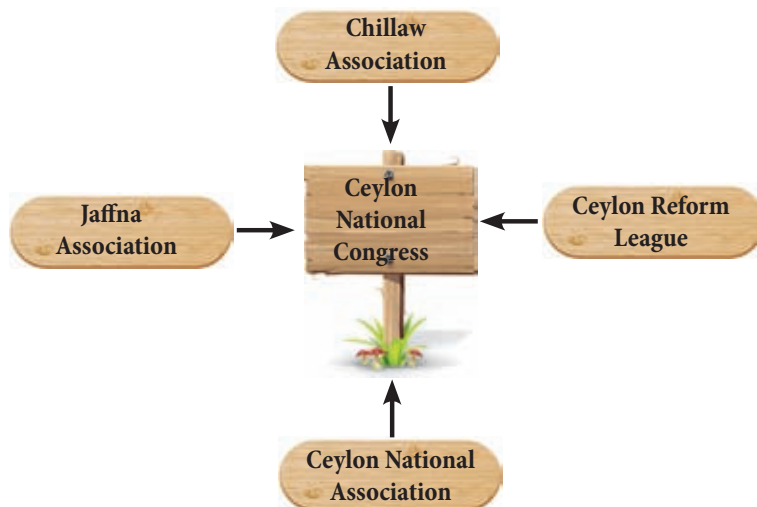 Chillaw
Association
Jaffna
Association
Ceylon
National
Congress
Ceylon Reform
League
Ceylon National
Association